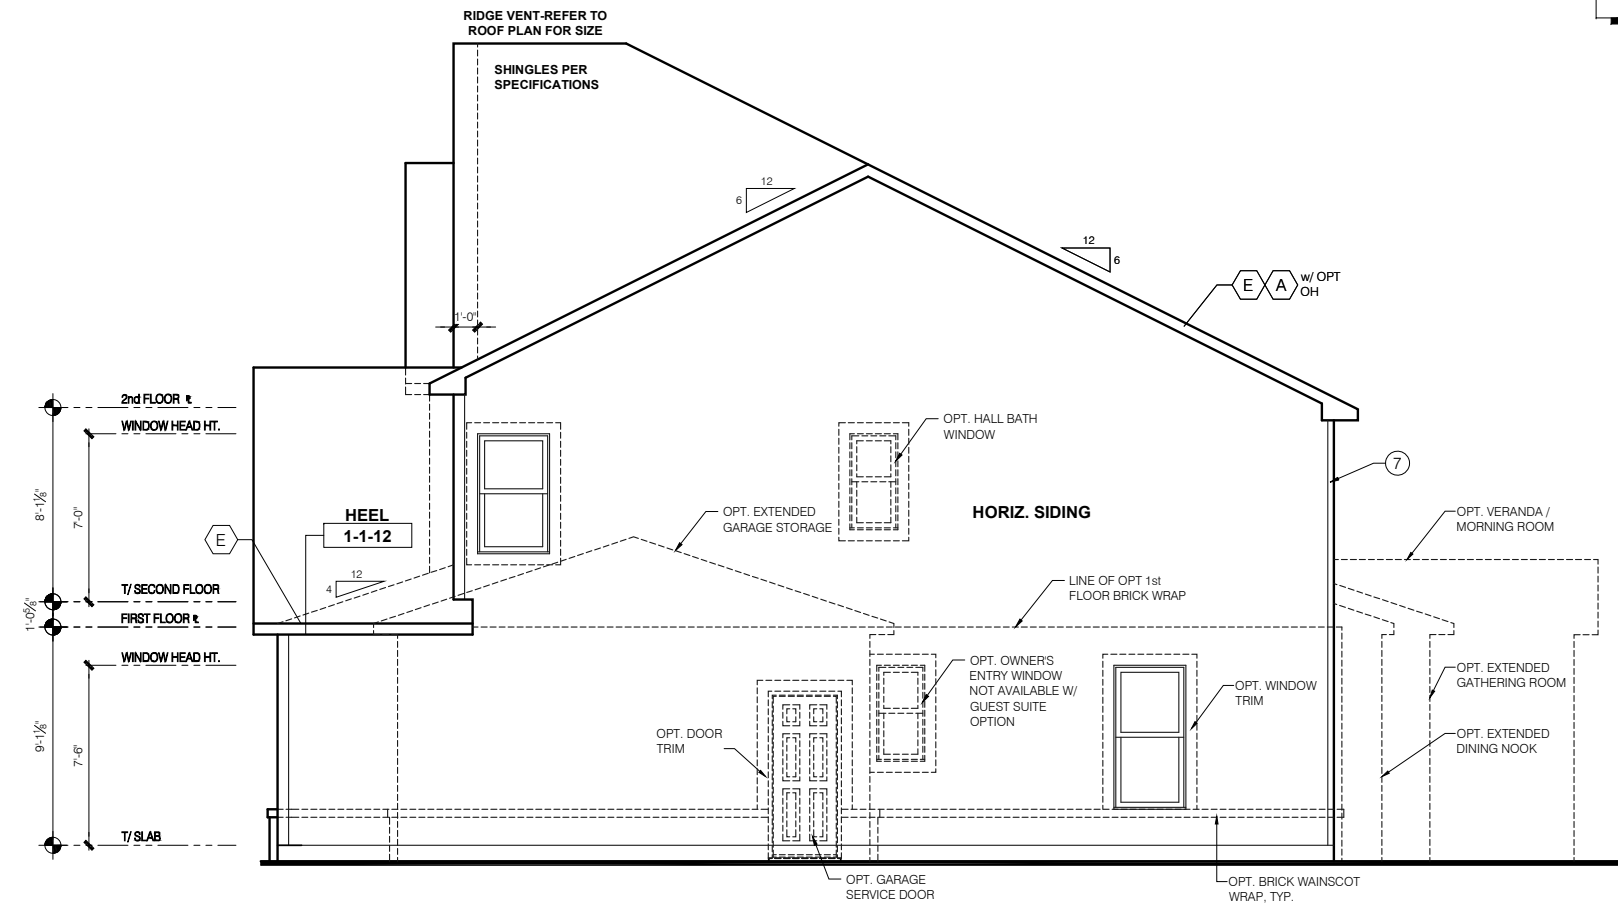 RIDGE VENT-REFER TO
ROOF PLAN FOR SIZE
SHINGLES PER
SPECIFICATIONS
12
6
12
6
E A w/ OPT
OH
1'-0"
2nd FLOOR ℄
WINDOW HEAD HT.
8'-1⅛"
7'-0"
E
HEEL
1-1-12
12
4
T/ SECOND FLOOR
1'-0⅝"
FIRST FLOOR ℄
WINDOW HEAD HT.
9'-1⅛"
7'-6"
T/ SLAB
OPT. HALL BATH
WINDOW
OPT. EXTENDED
GARAGE STORAGE
HORIZ. SIDING
7
OPT. VERANDA /
MORNING ROOM
LINE OF OPT 1st
FLOOR BRICK WRAP
OPT. OWNER'S
ENTRY WINDOW
NOT AVAILABLE W/
GUEST SUITE
OPTION
OPT. WINDOW
TRIM
OPT. EXTENDED
GATHERING ROOM
OPT. DOOR
TRIM
OPT. EXTENDED
DINING NOOK
OPT. GARAGE
SERVICE DOOR
OPT. BRICK WAINSCOT
WRAP, TYP.